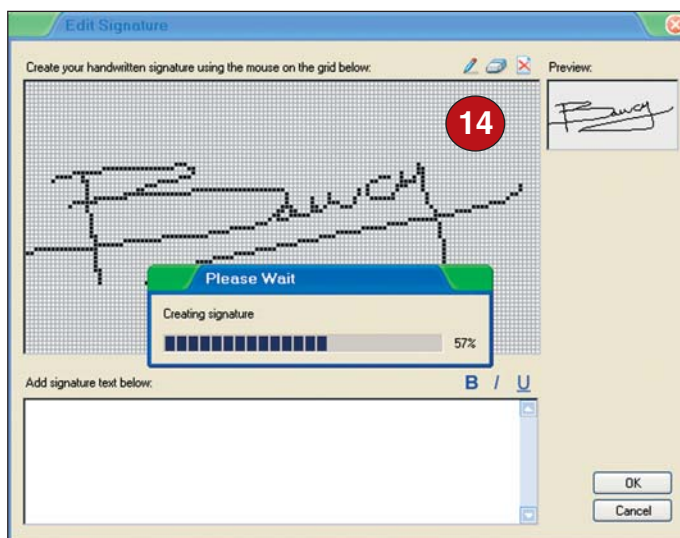 Edit Signature
Create your handwritten signature using the mouse on the grid below:
Preview:
14
Please Wait
Creating signature
57%
Add signature text below:
B I U
OK
Cancel